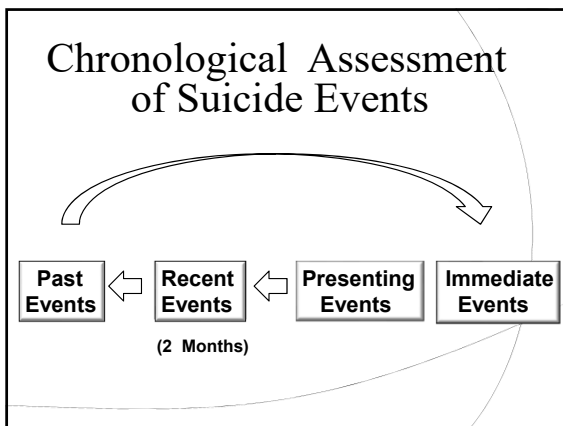 Chronological Assessment
of Suicide Events
Past
Events
Recent
Events
(2 Months)
Presenting
Events
Immediate
Events